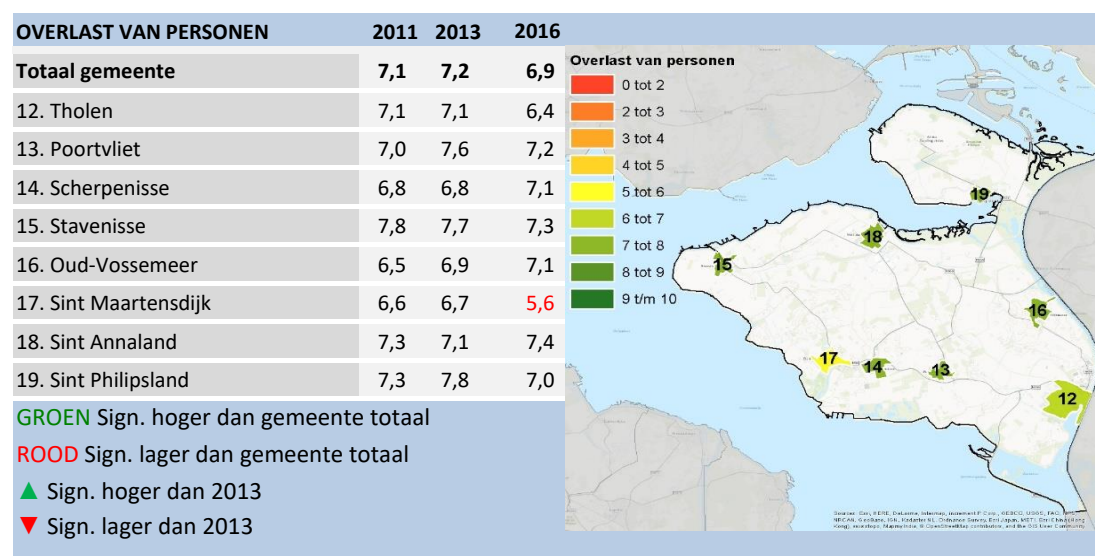 OVERLAST VAN PERSONEN 2011 2013 2016
Totaal gemeente 7,1 7,2 6,9
12. Tholen 7,1 7,1 6,4
13. Poortvliet 7,0 7,6 7,2
14. Scherpenisse 6,8 6,8 7,1
15. Stavenisse 7,8 7,7 7,3
16. Oud-Vossemeer 6,5 6,9 7,1
17. Sint Maartensdijk 6,6 6,7 5,6
18. Sint Annaland 7,3 7,1 7,4
19. Sint Philipsland 7,3 7,8 7,0
GROEN Sign. hoger dan gemeente totaal
ROOD Sign. lager dan gemeente totaal
▲ Sign. hoger dan 2013
▼ Sign. lager dan 2013
Overlast van personen
0 tot 2
2 tot 3
3 tot 4
4 tot 5
5 tot 6
6 tot 7
7 tot 8
8 tot 9
9 t/m 10
19
18
15
16
17
14
13
12